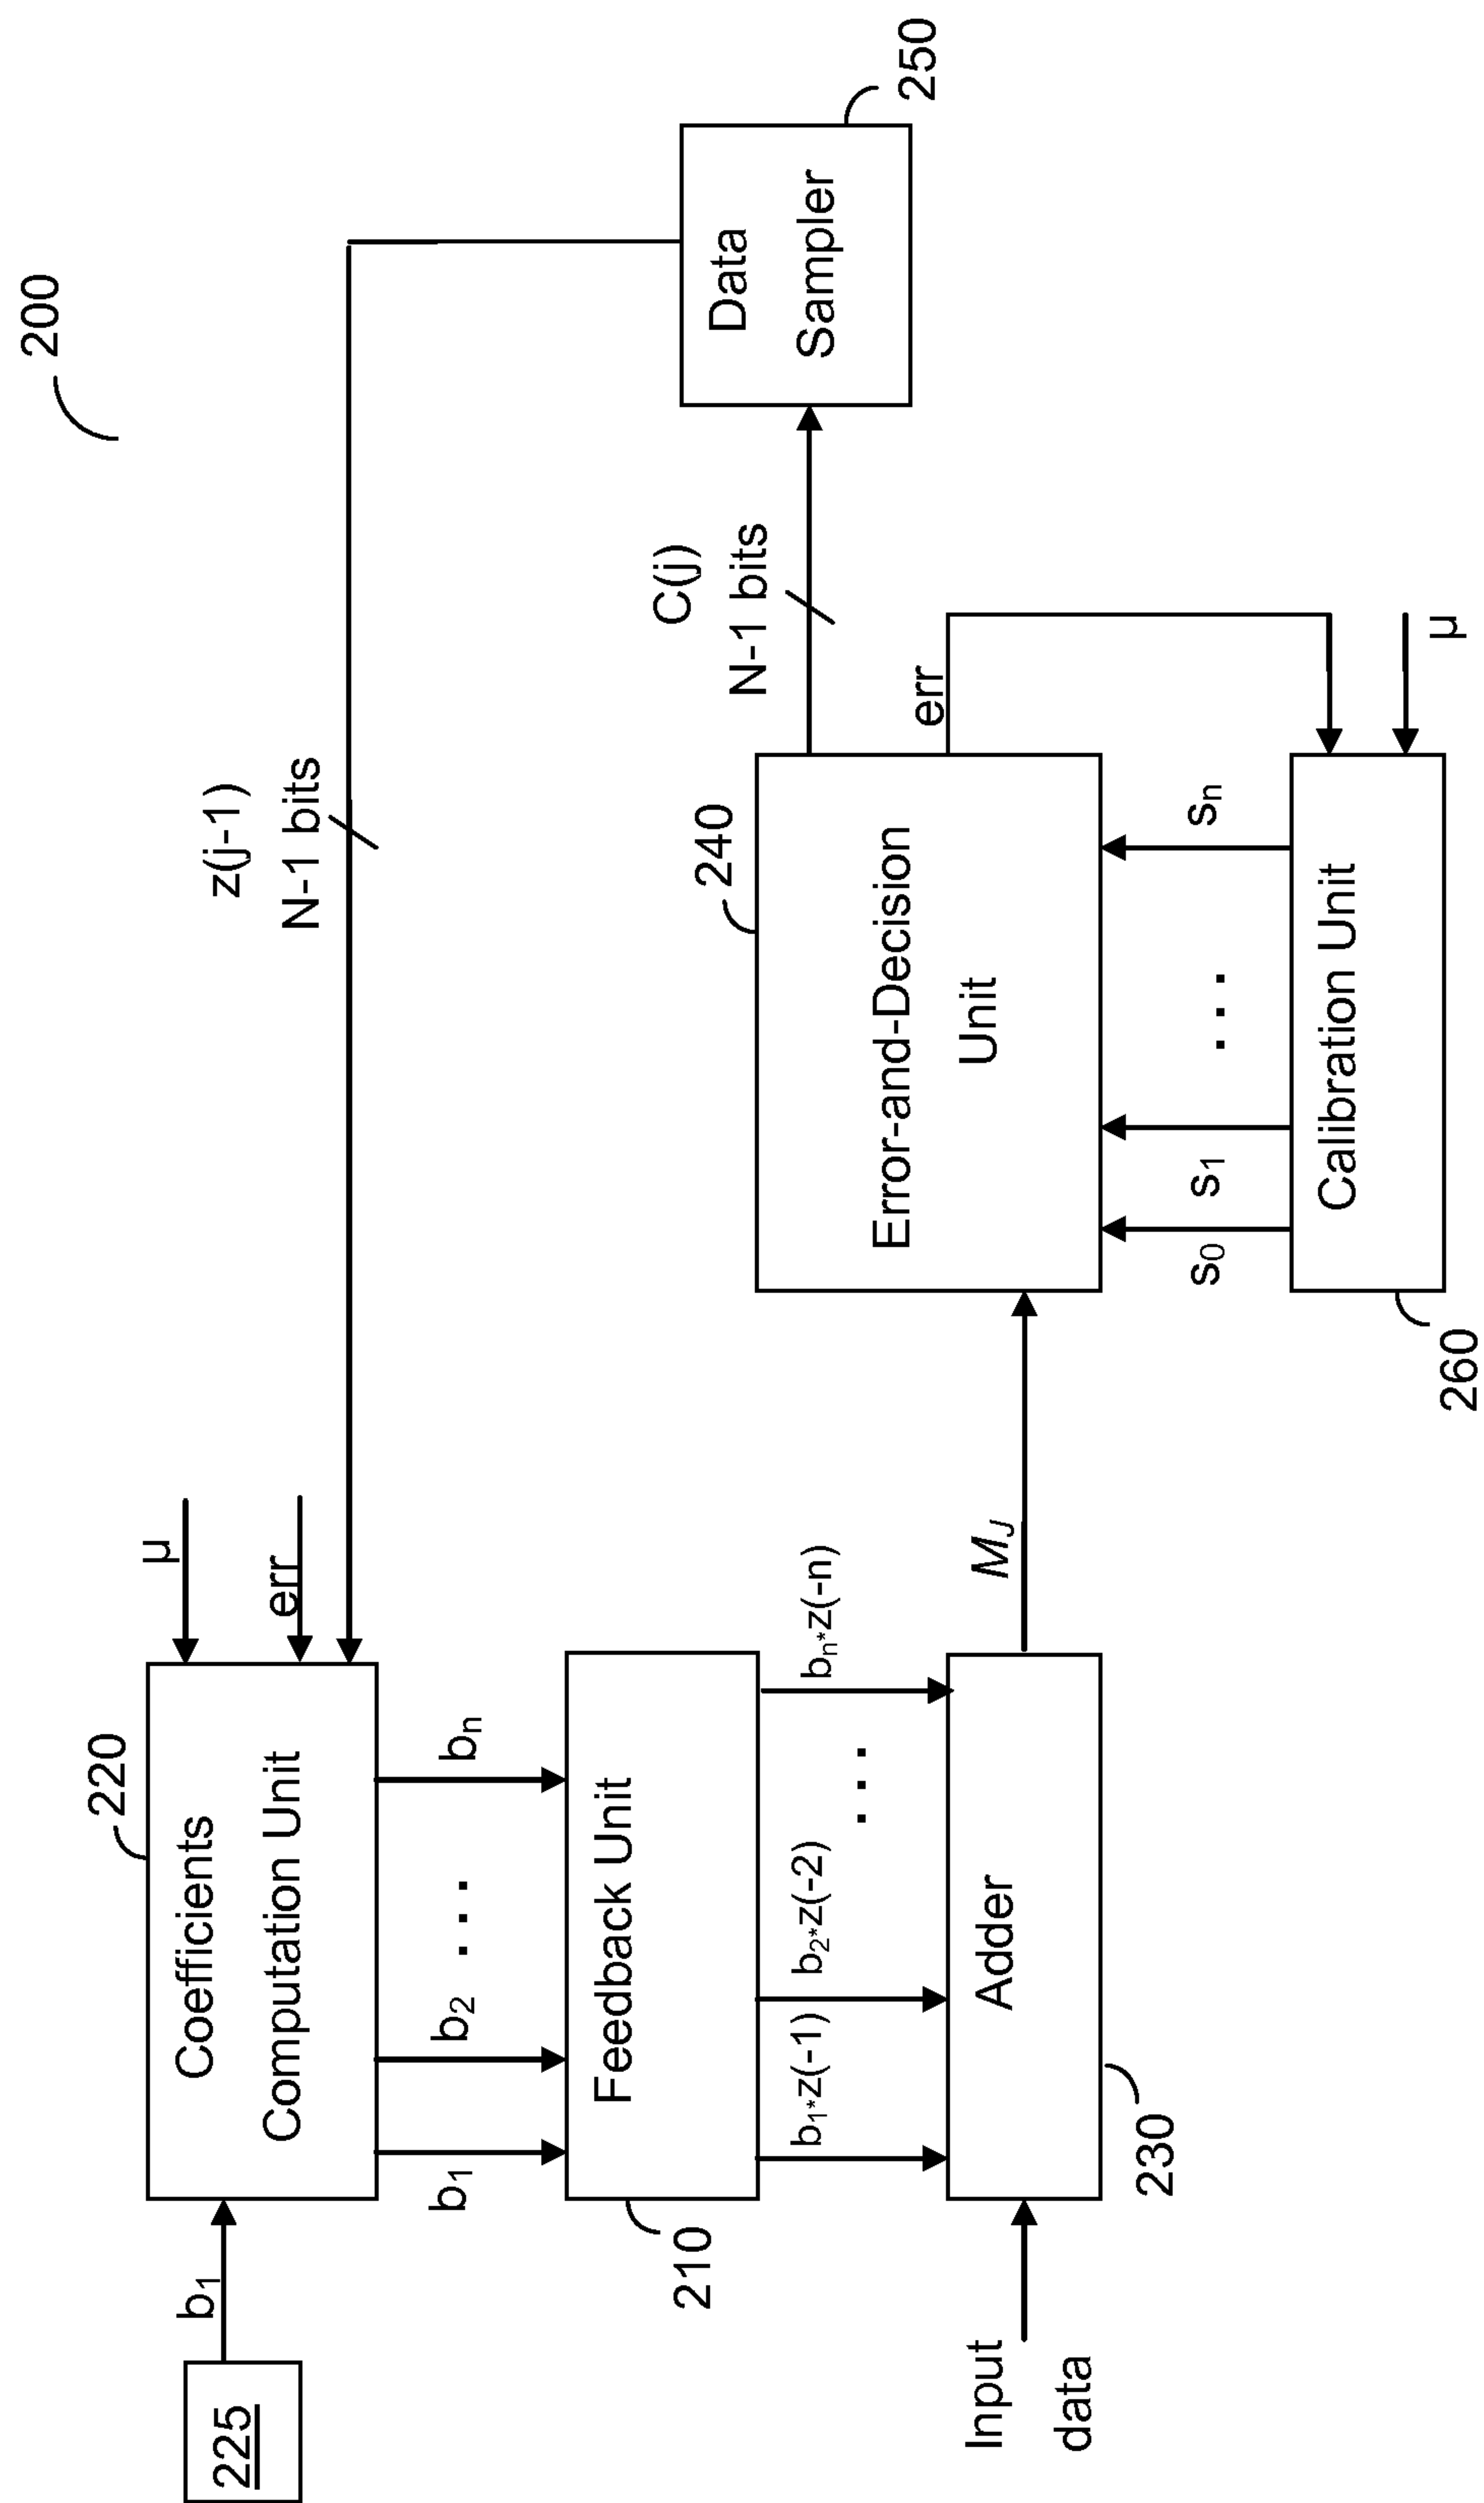 200
z(j-1)
N-1 bits
220
µ
err
Coefficients
Computation Unit
b1
225
b1
b2
. . .
bn
Feedback Unit
210
b1*z(-1)
b2*z(-2)
. . .
bn*z(-n)
Input
data
Adder
230
MJ
240
Error-and-Decision
Unit
C(j)
N-1 bits
err
Data
Sampler
250
s0
s1
. . .
sn
Calibration Unit
µ
260